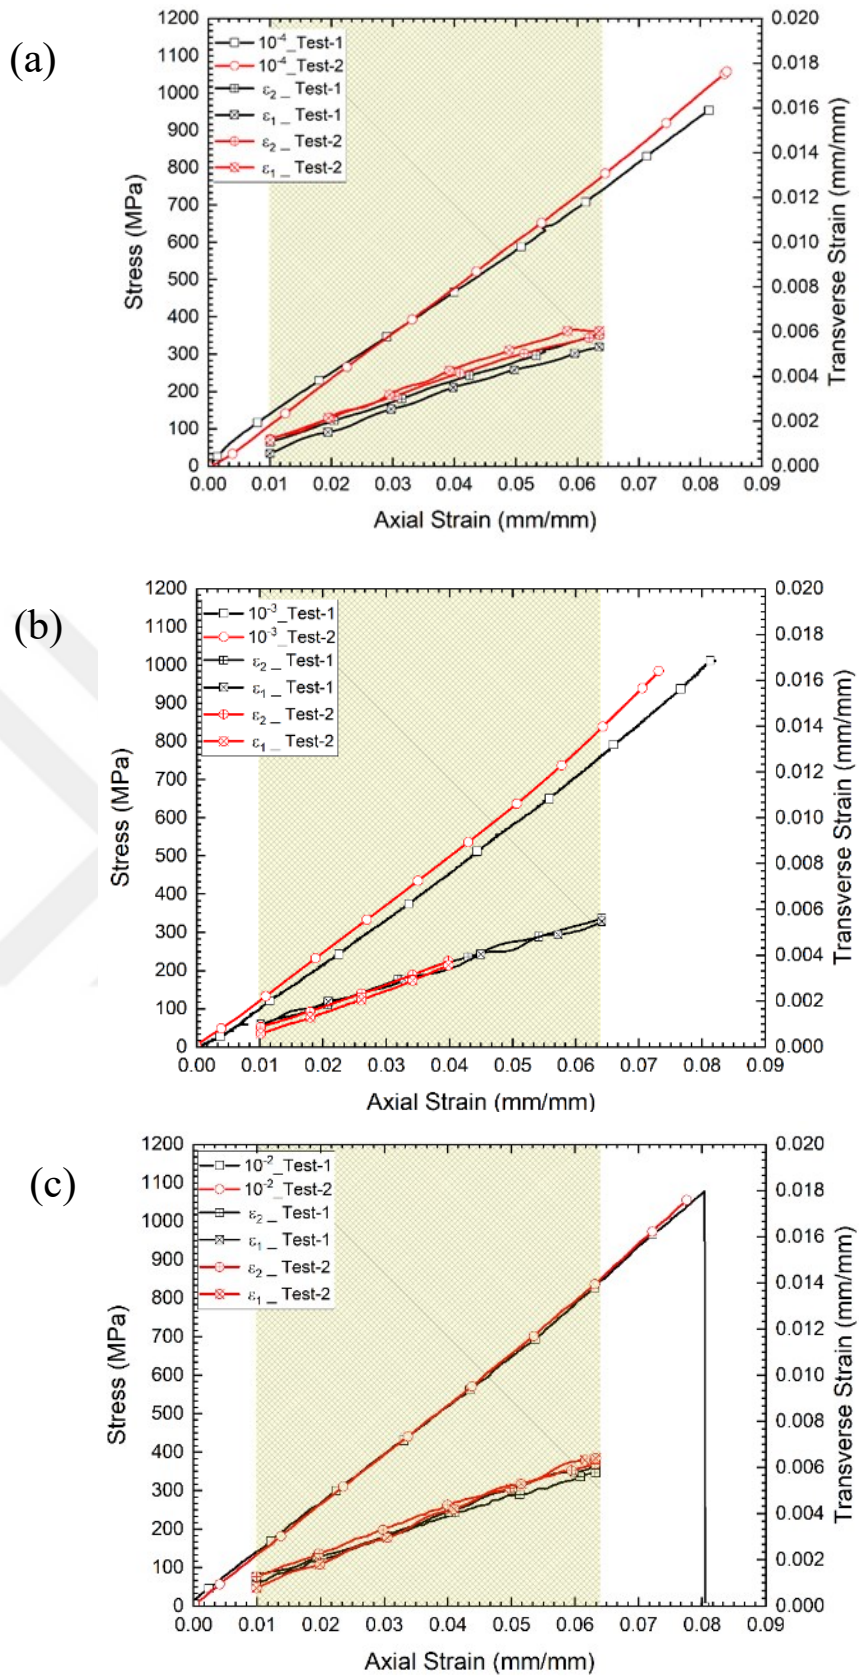 (a)
1200
1100
1000
900
800
700
600
500
400
300
200
100
0
Stress (MPa)
10⁻⁴_Test-1
10⁻⁴_Test-2
ε₂_ Test-1
ε₁_ Test-1
ε₂_ Test-2
ε₁_ Test-2
0.020
0.018
0.016
0.014
0.012
0.010
0.008
0.006
0.004
0.002
0.000
Transverse Strain (mm/mm)
0.00 0.01 0.02 0.03 0.04 0.05 0.06 0.07 0.08 0.09
Axial Strain (mm/mm)
(b)
1200
1100
1000
900
800
700
600
500
400
300
200
100
0
Stress (MPa)
10⁻³_Test-1
10⁻³_Test-2
ε₂_ Test-1
ε₁_ Test-1
ε₂_ Test-2
ε₁_ Test-2
0.020
0.018
0.016
0.014
0.012
0.010
0.008
0.006
0.004
0.002
0.000
Transverse Strain (mm/mm)
0.00 0.01 0.02 0.03 0.04 0.05 0.06 0.07 0.08 0.09
Axial Strain (mm/mm)
(c)
1200
1100
1000
900
800
700
600
500
400
300
200
100
0
Stress (MPa)
10⁻²_Test-1
10⁻²_Test-2
ε₂_ Test-1
ε₁_ Test-1
ε₂_ Test-2
ε₁_ Test-2
0.020
0.018
0.016
0.014
0.012
0.010
0.008
0.006
0.004
0.002
0.000
Transverse Strain (mm/mm)
0.00 0.01 0.02 0.03 0.04 0.05 0.06 0.07 0.08 0.09
Axial Strain (mm/mm)